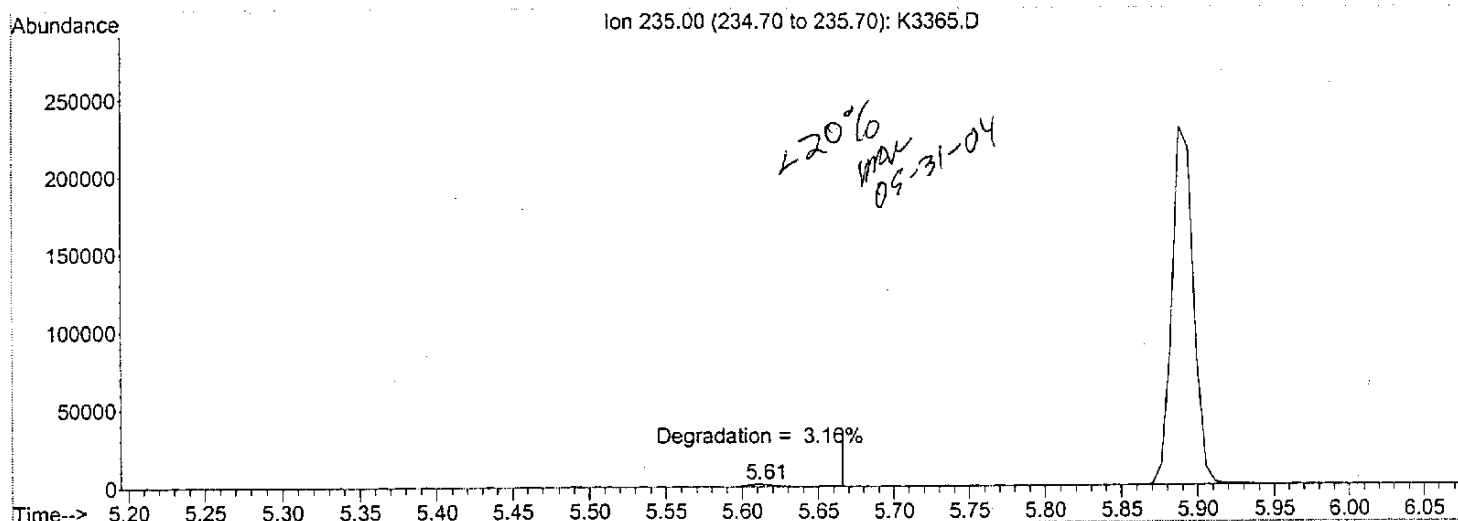 Abundance
Ion 235.00 (234.70 to 235.70): K3365.D
250000
200000
150000
100000
50000
0
20%
05-31-04
Degradation = 3.16%
5.61
Time--> 5.20 5.25 5.30 5.35 5.40 5.45 5.50 5.55 5.60 5.65 5.70 5.75 5.80 5.85 5.90 5.95 6.00 6.05